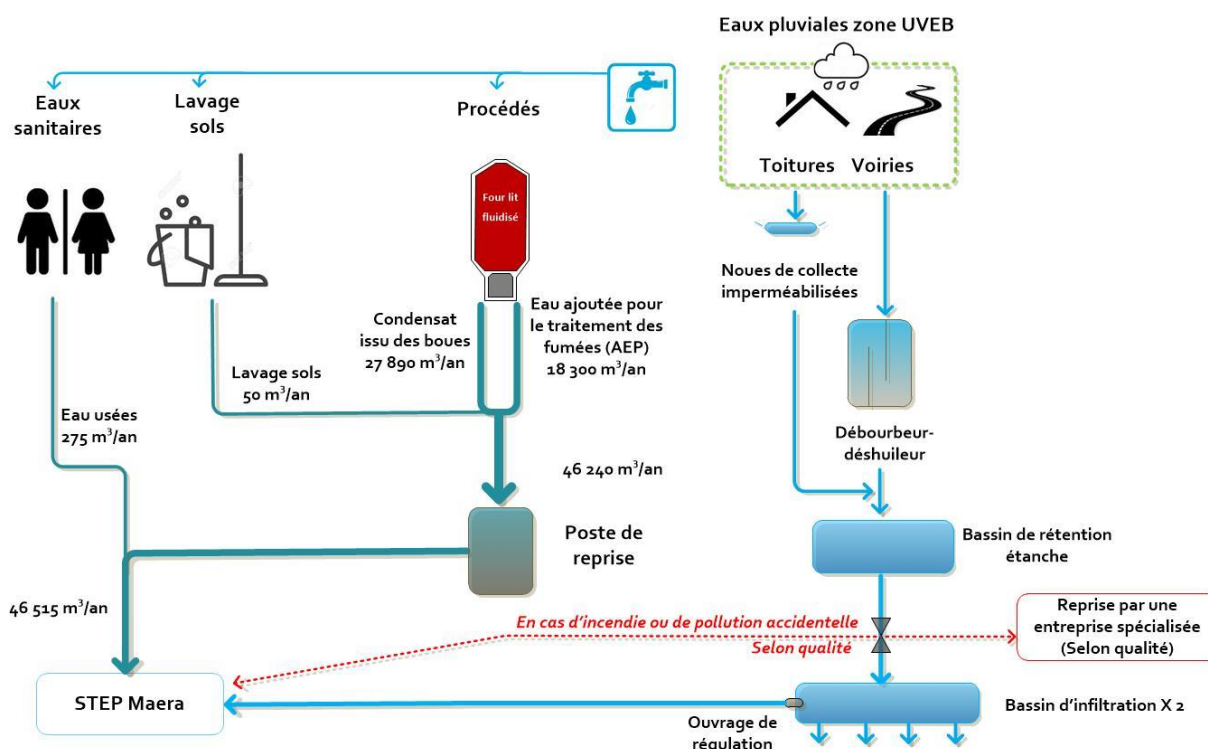 Eaux pluviales zone UVEB
Eaux
sanitaires
Lavage
sols
Procédés
Toitures
Voiries
Four lit
fluidisé
Noues de collecte
imperméabilisées
Condensat
issu des boues
27 890 m³/an
Eau ajoutée pour
le traitement des
fumées (AEP)
18 300 m³/an
Lavage sols
50 m³/an
Eau usées
275 m³/an
Débourbeur-
déshuileur
46 240 m³/an
Poste de
reprise
Bassin de rétention
étanche
46 515 m³/an
En cas d'incendie ou de pollution accidentelle
Selon qualité
Reprise par une
entreprise spécialisée
(Selon qualité)
STEP Maera
Ouvrage de
régulation
Bassin d'infiltration X 2